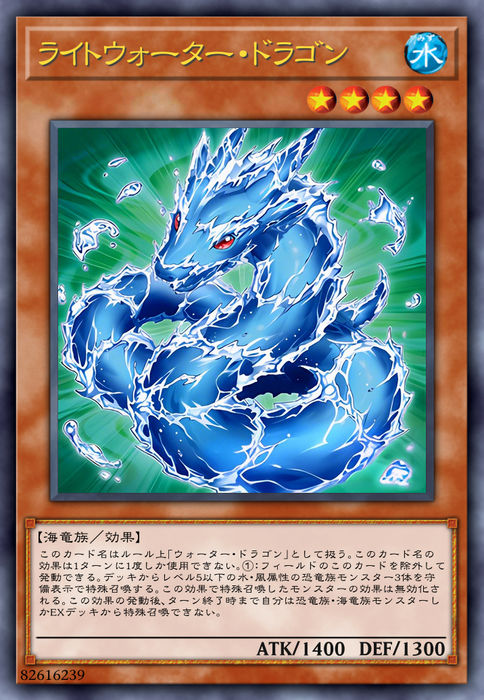 ライトウォーター・ドラゴン
みず
水
【海竜族／効果】
このカード名はルール上「ウォーター・ドラゴン」として扱う。このカード名の
効果は1ターンに1度しか使用できない。①:フィールドのこのカードを除外して
発動できる。デッキからレベル5以下の水・風属性の恐竜族モンスター3体を守
備表示で特殊召喚する。この効果で特殊召喚したモンスターの効果は無効化さ
れる。この効果の発動後、ターン終了時まで自分は恐竜族・海竜族モンスターし
かEXデッキから特殊召喚できない。
ATK/1400 DEF/1300
82616239